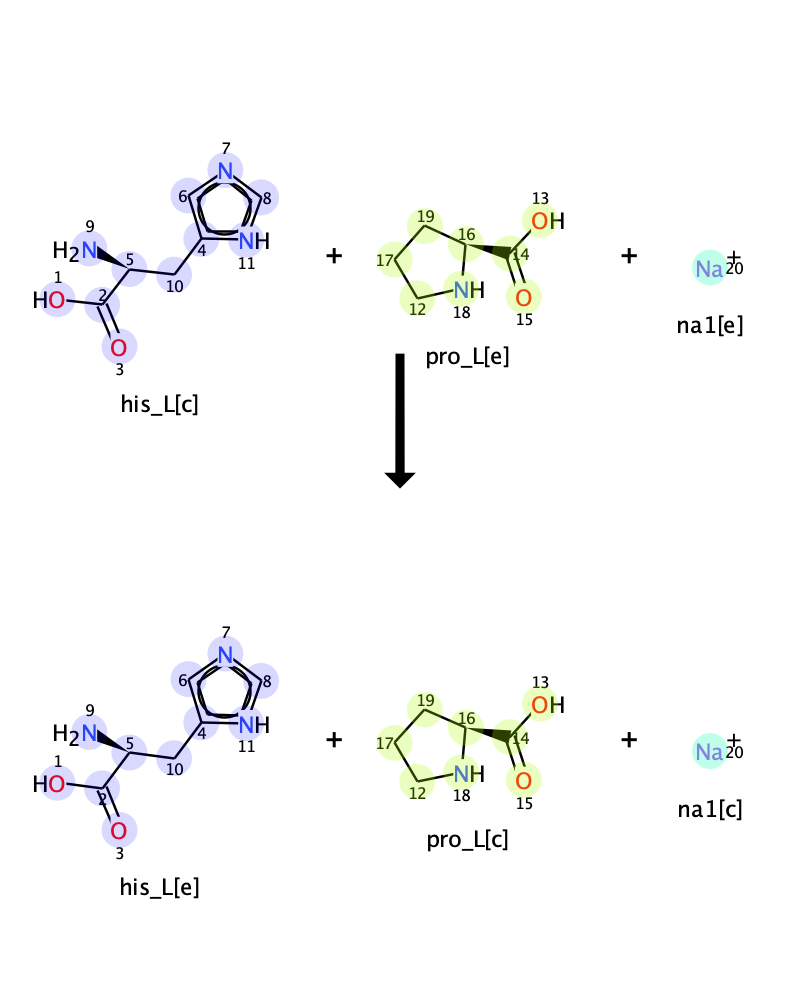 7
N
6
8
9
H₂N
5
4
NH
11
1
HO
2
10
O
3
his_L[c]
+
19
16
13
OH
14
17
12
NH
18
O
15
pro_L[e]
+
Na
+
20
na1[e]
7
N
6
8
9
H₂N
5
4
NH
11
1
HO
2
10
O
3
his_L[e]
+
19
16
13
OH
14
17
12
NH
18
O
15
pro_L[c]
+
Na
+
20
na1[c]